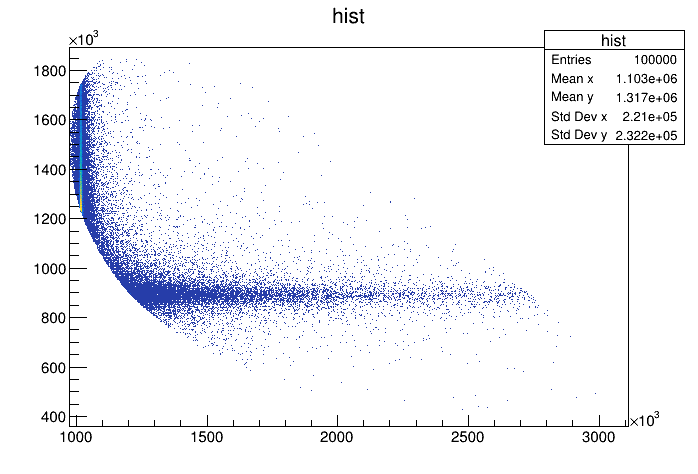 hist
×10³
hist
Entries 100000
Mean x 1.103e+06
Mean y 1.317e+06
Std Dev x 2.21e+05
Std Dev y 2.322e+05
1800
1600
1400
1200
1000
800
600
400
1000 1500 2000 2500 3000 ×10³